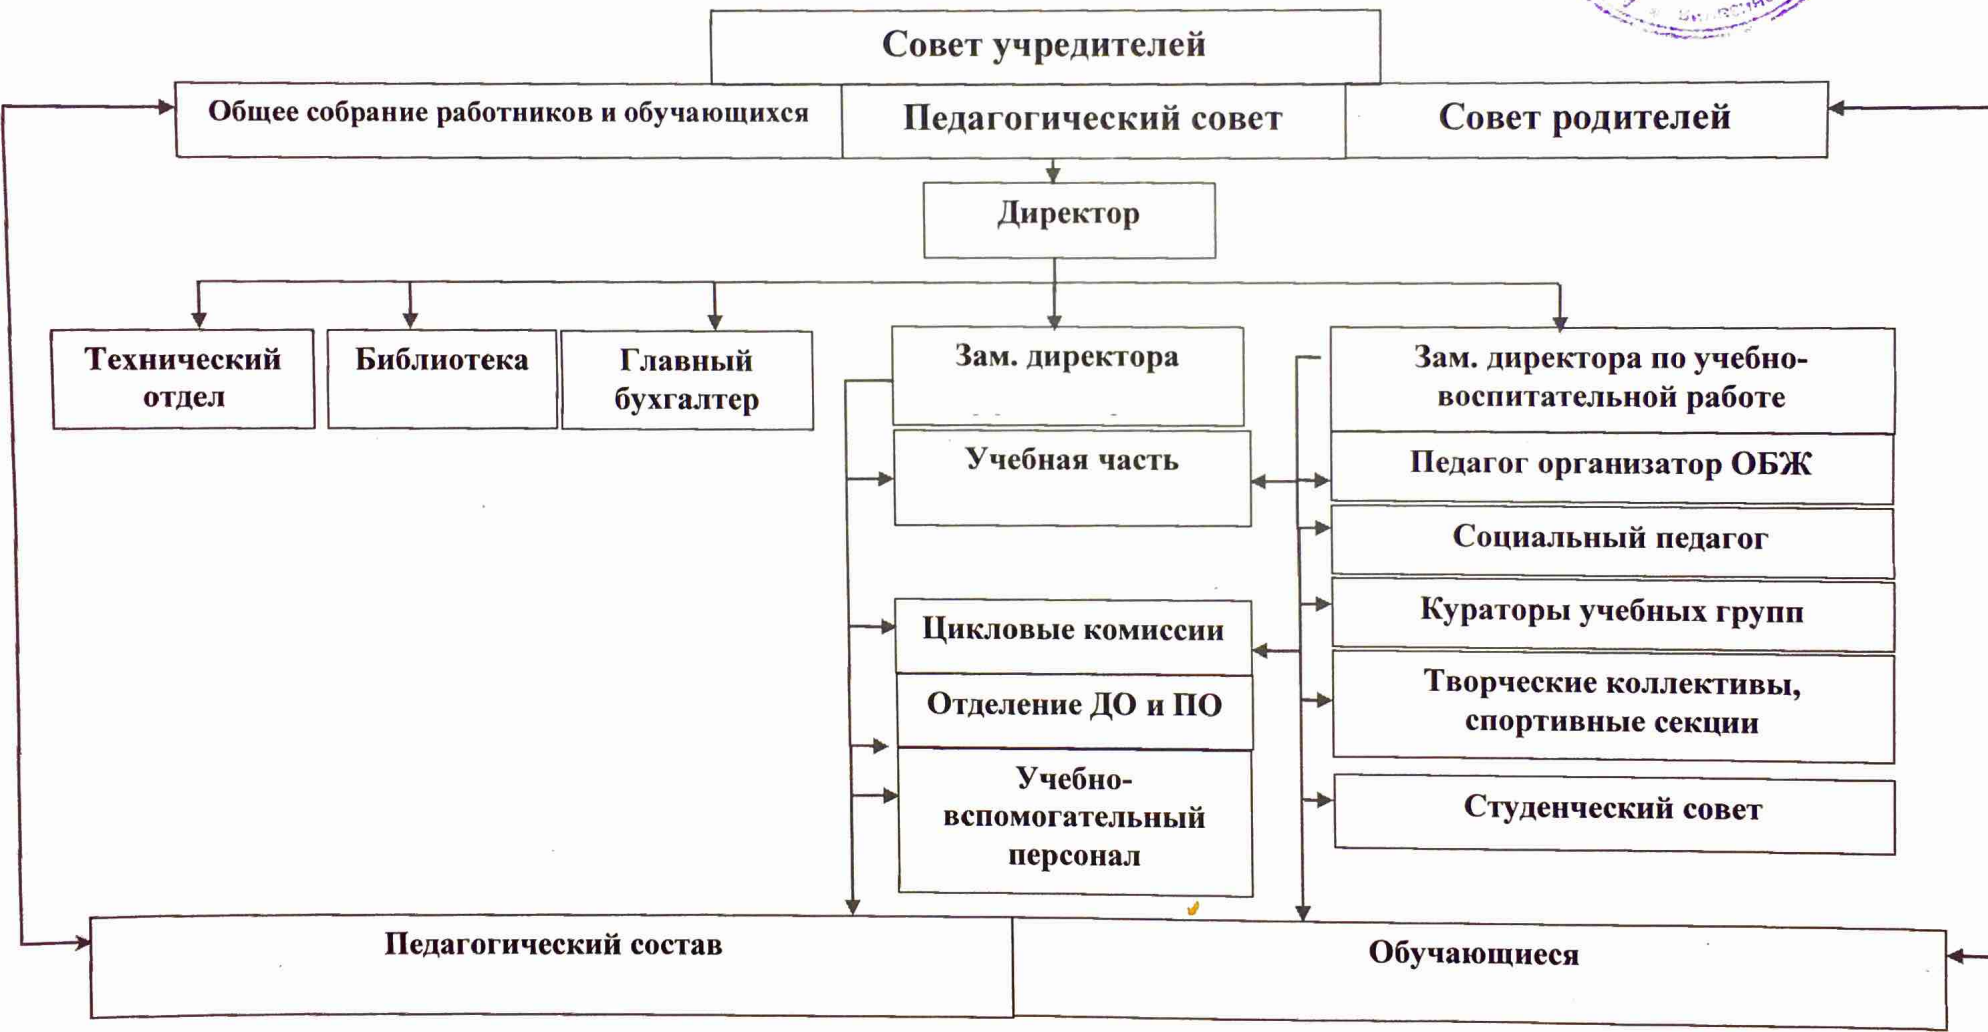 Совет учредителей
Общее собрание работников и обучающихся
Педагогический совет
Совет родителей
Директор
Технический
отдел
Библиотека
Главный
бухгалтер
Зам. директора
Зам. директора по учебно-
воспитательной работе
Учебная часть
Педагог организатор ОБЖ
Социальный педагог
Цикловые комиссии
Кураторы учебных групп
Отделение ДО и ПО
Творческие коллективы,
спортивные секции
Учебно-
вспомогательный
персонал
Студенческий совет
Педагогический состав
Обучающиеся